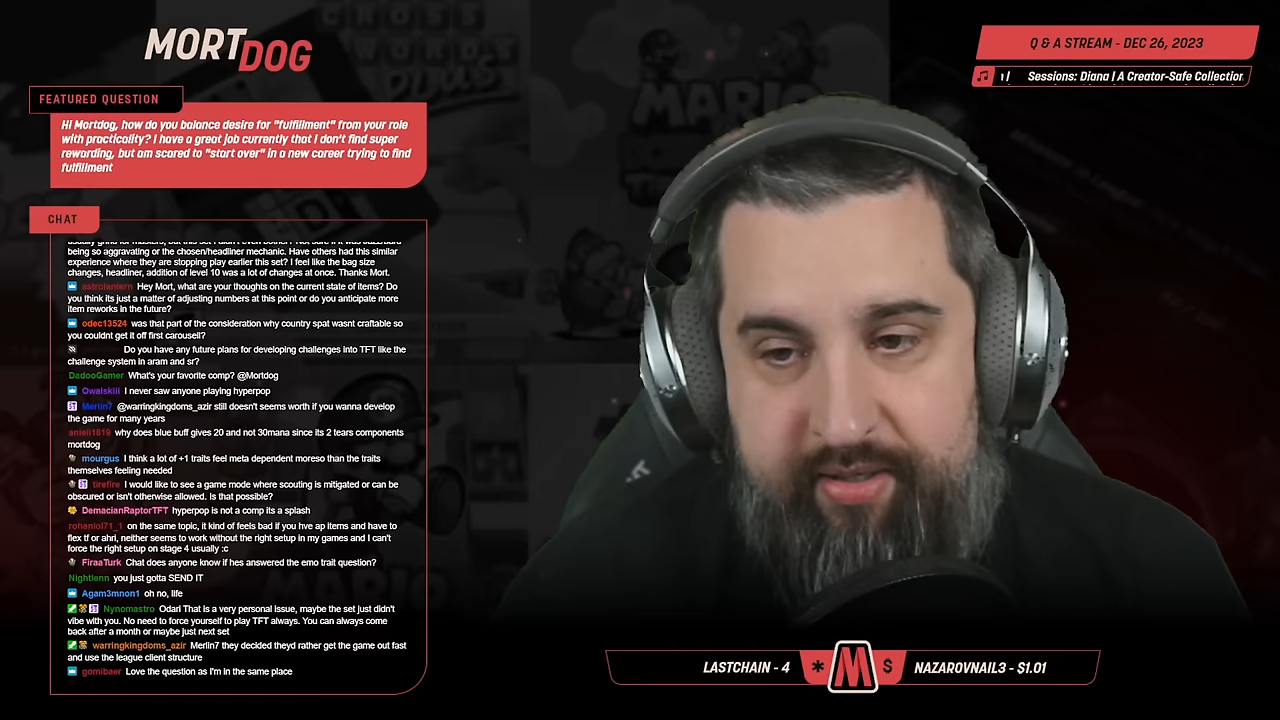 MORTDOG
Q & A STREAM - DEC 26, 2023
Sessions: Diana | A Creator-Safe Collection
FEATURED QUESTION
Hi Mortdog, how do you balance desire for "fulfillment" from your role
with practicality? I have a great job currently that I don't find super
rewording, but am scared to "start over" in a new career trying to find
fulfillment
CHAT
being so aggravating or the chosen/headliner mechanic. Have others had this similar
experience where they are stopping play earlier this set? I feel like the bag size
changes, headliner, addition of level 10 was a lot of changes at once. Thanks Mort.
astrolantern Hey Mort, what are your thoughts on the current state of items? Do
you think its just a matter of adjusting numbers at this point or do you anticipate more
item reworks in the future?
odec13524 was that part of the consideration why country spat wasnt craftable so
you couldnt get it off first carousell?
Do you have any future plans for developing challenges into TFT like the
challenge system in aram and sr?
DadooGamer What's your favorite comp? @Mortdog
Owalskiii I never saw anyone playing hyperpop
Merlin7 @warringkingdoms_azir still doesn't seems worth if you wanna develop
the game for many years
anieli1819 why does blue buff gives 20 and not 30mana since its 2 tears components
mortdog
mourgus I think a lot of +1 traits feel meta dependent moreso than the traits
themselves feeling needed
tirefire I would like to see a game mode where scouting is mitigated or can be
obscured or isn't otherwise allowed. Is that possible?
DemacianRaptorTFT hyperpop is not a comp its a splash
rohanlol71_1 on the same topic, it kind of feels bad if you hve ap items and have to
flex tf or ahri, neither seems to work without the right setup in my games and I can't
force the right setup on stage 4 usually :c
FiraaTurk Chat does anyone know if hes answered the emo trait question?
Nightlenn you just gotta SEND IT
Agam3mnon1 oh no, life
Nynomastro Odari That is a very personal issue, maybe the set just didn't
vibe with you. No need to force yourself to play TFT always. You can always come
back after a month or maybe just next set
warringkingdoms_azir Merlin7 they decided theyd rather get the game out fast
and use the league client structure
gomibaer Love the question as I'm in the same place
LASTCHAIN - 4 * M $ NAZAROVNAIL3 - $1.01